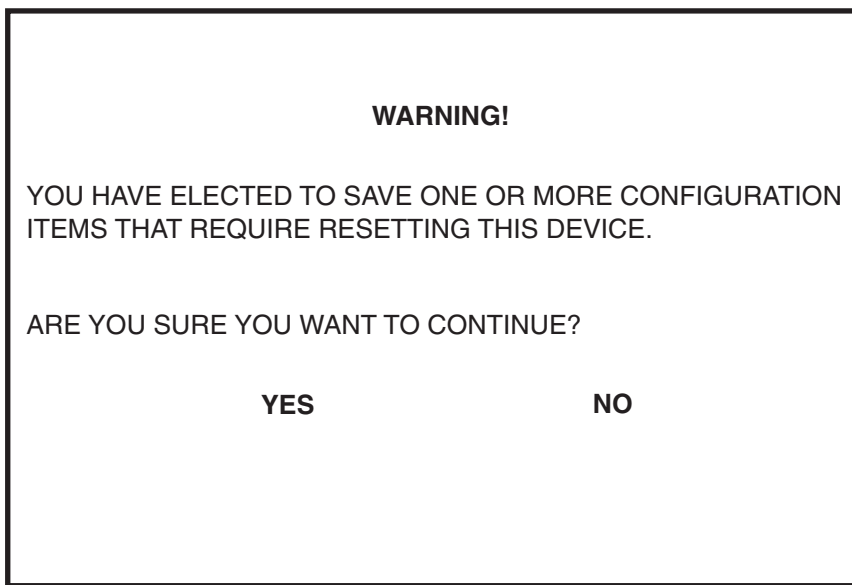 WARNING!
YOU HAVE ELECTED TO SAVE ONE OR MORE CONFIGURATION
ITEMS THAT REQUIRE RESETTING THIS DEVICE.
ARE YOU SURE YOU WANT TO CONTINUE?
YES NO